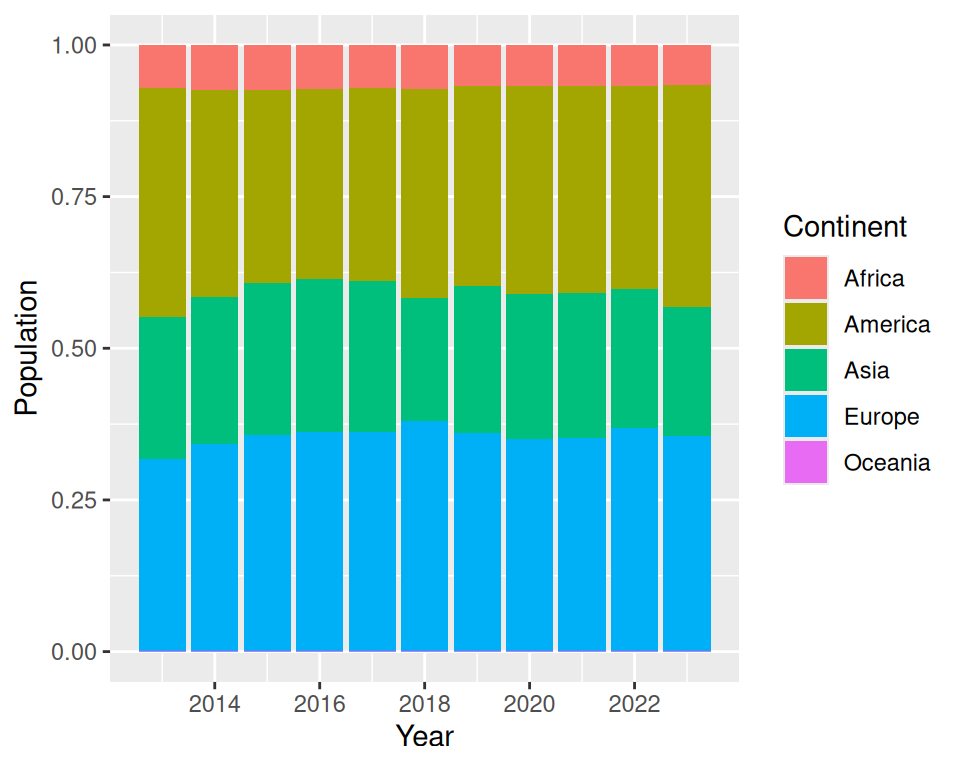 1.00
0.75
0.50
0.25
0.00
Population
2014 2016 2018 2020 2022
Year
Continent
Africa
America
Asia
Europe
Oceania